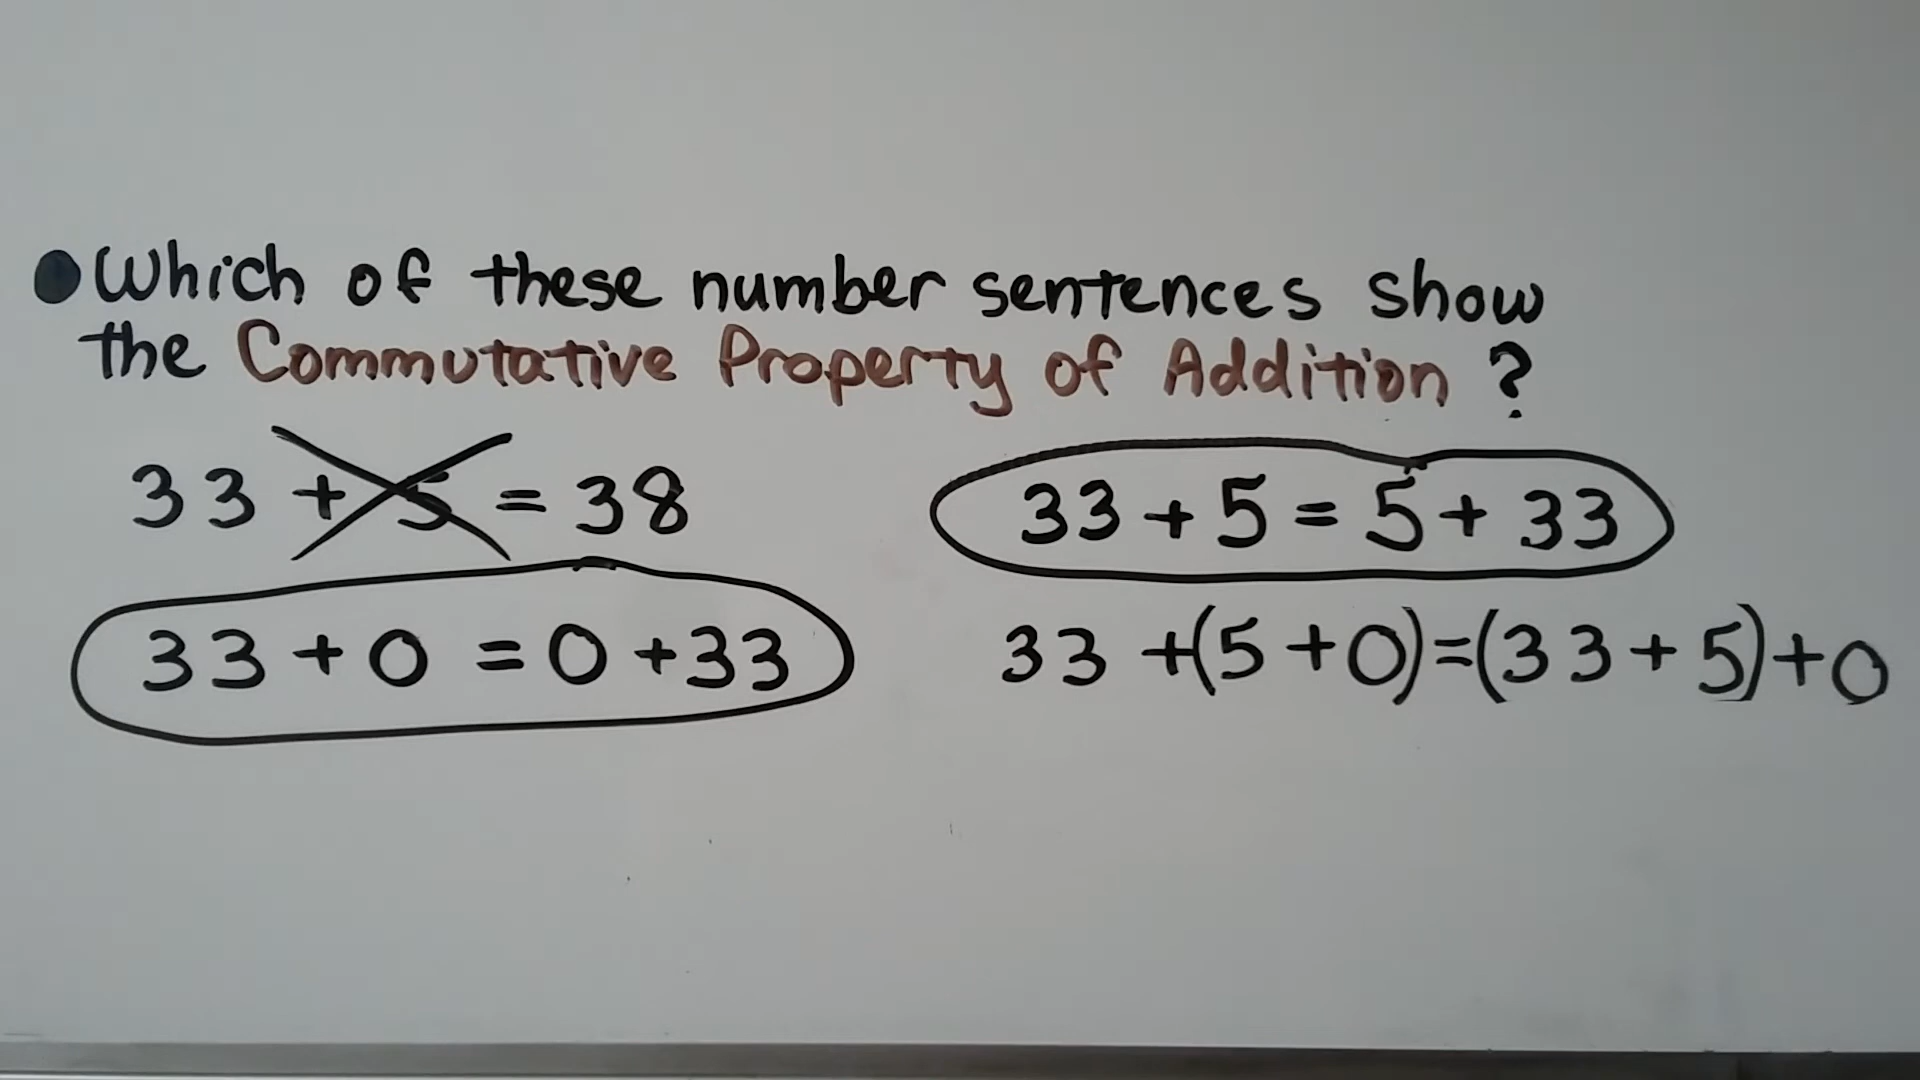 ●Which of these number sentences show
the Commutative Property of Addition?
33 + 5 = 38
33 + 5 = 5 + 33
33 + 0 = 0 + 33
33 + (5 + 0) = (33 + 5) + 0